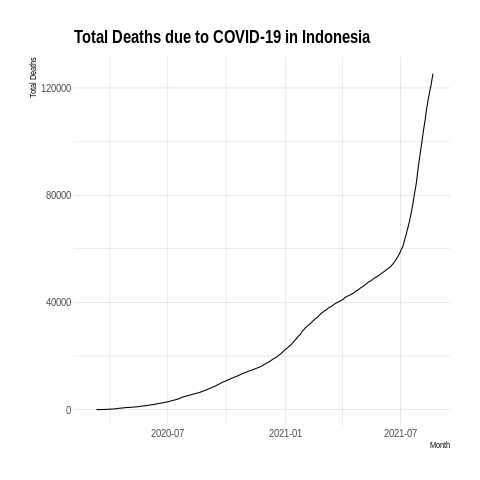 Total Deaths due to COVID-19 in Indonesia
Total Deaths
120000
80000
40000
0
2020-07
2021-01
2021-07
Month